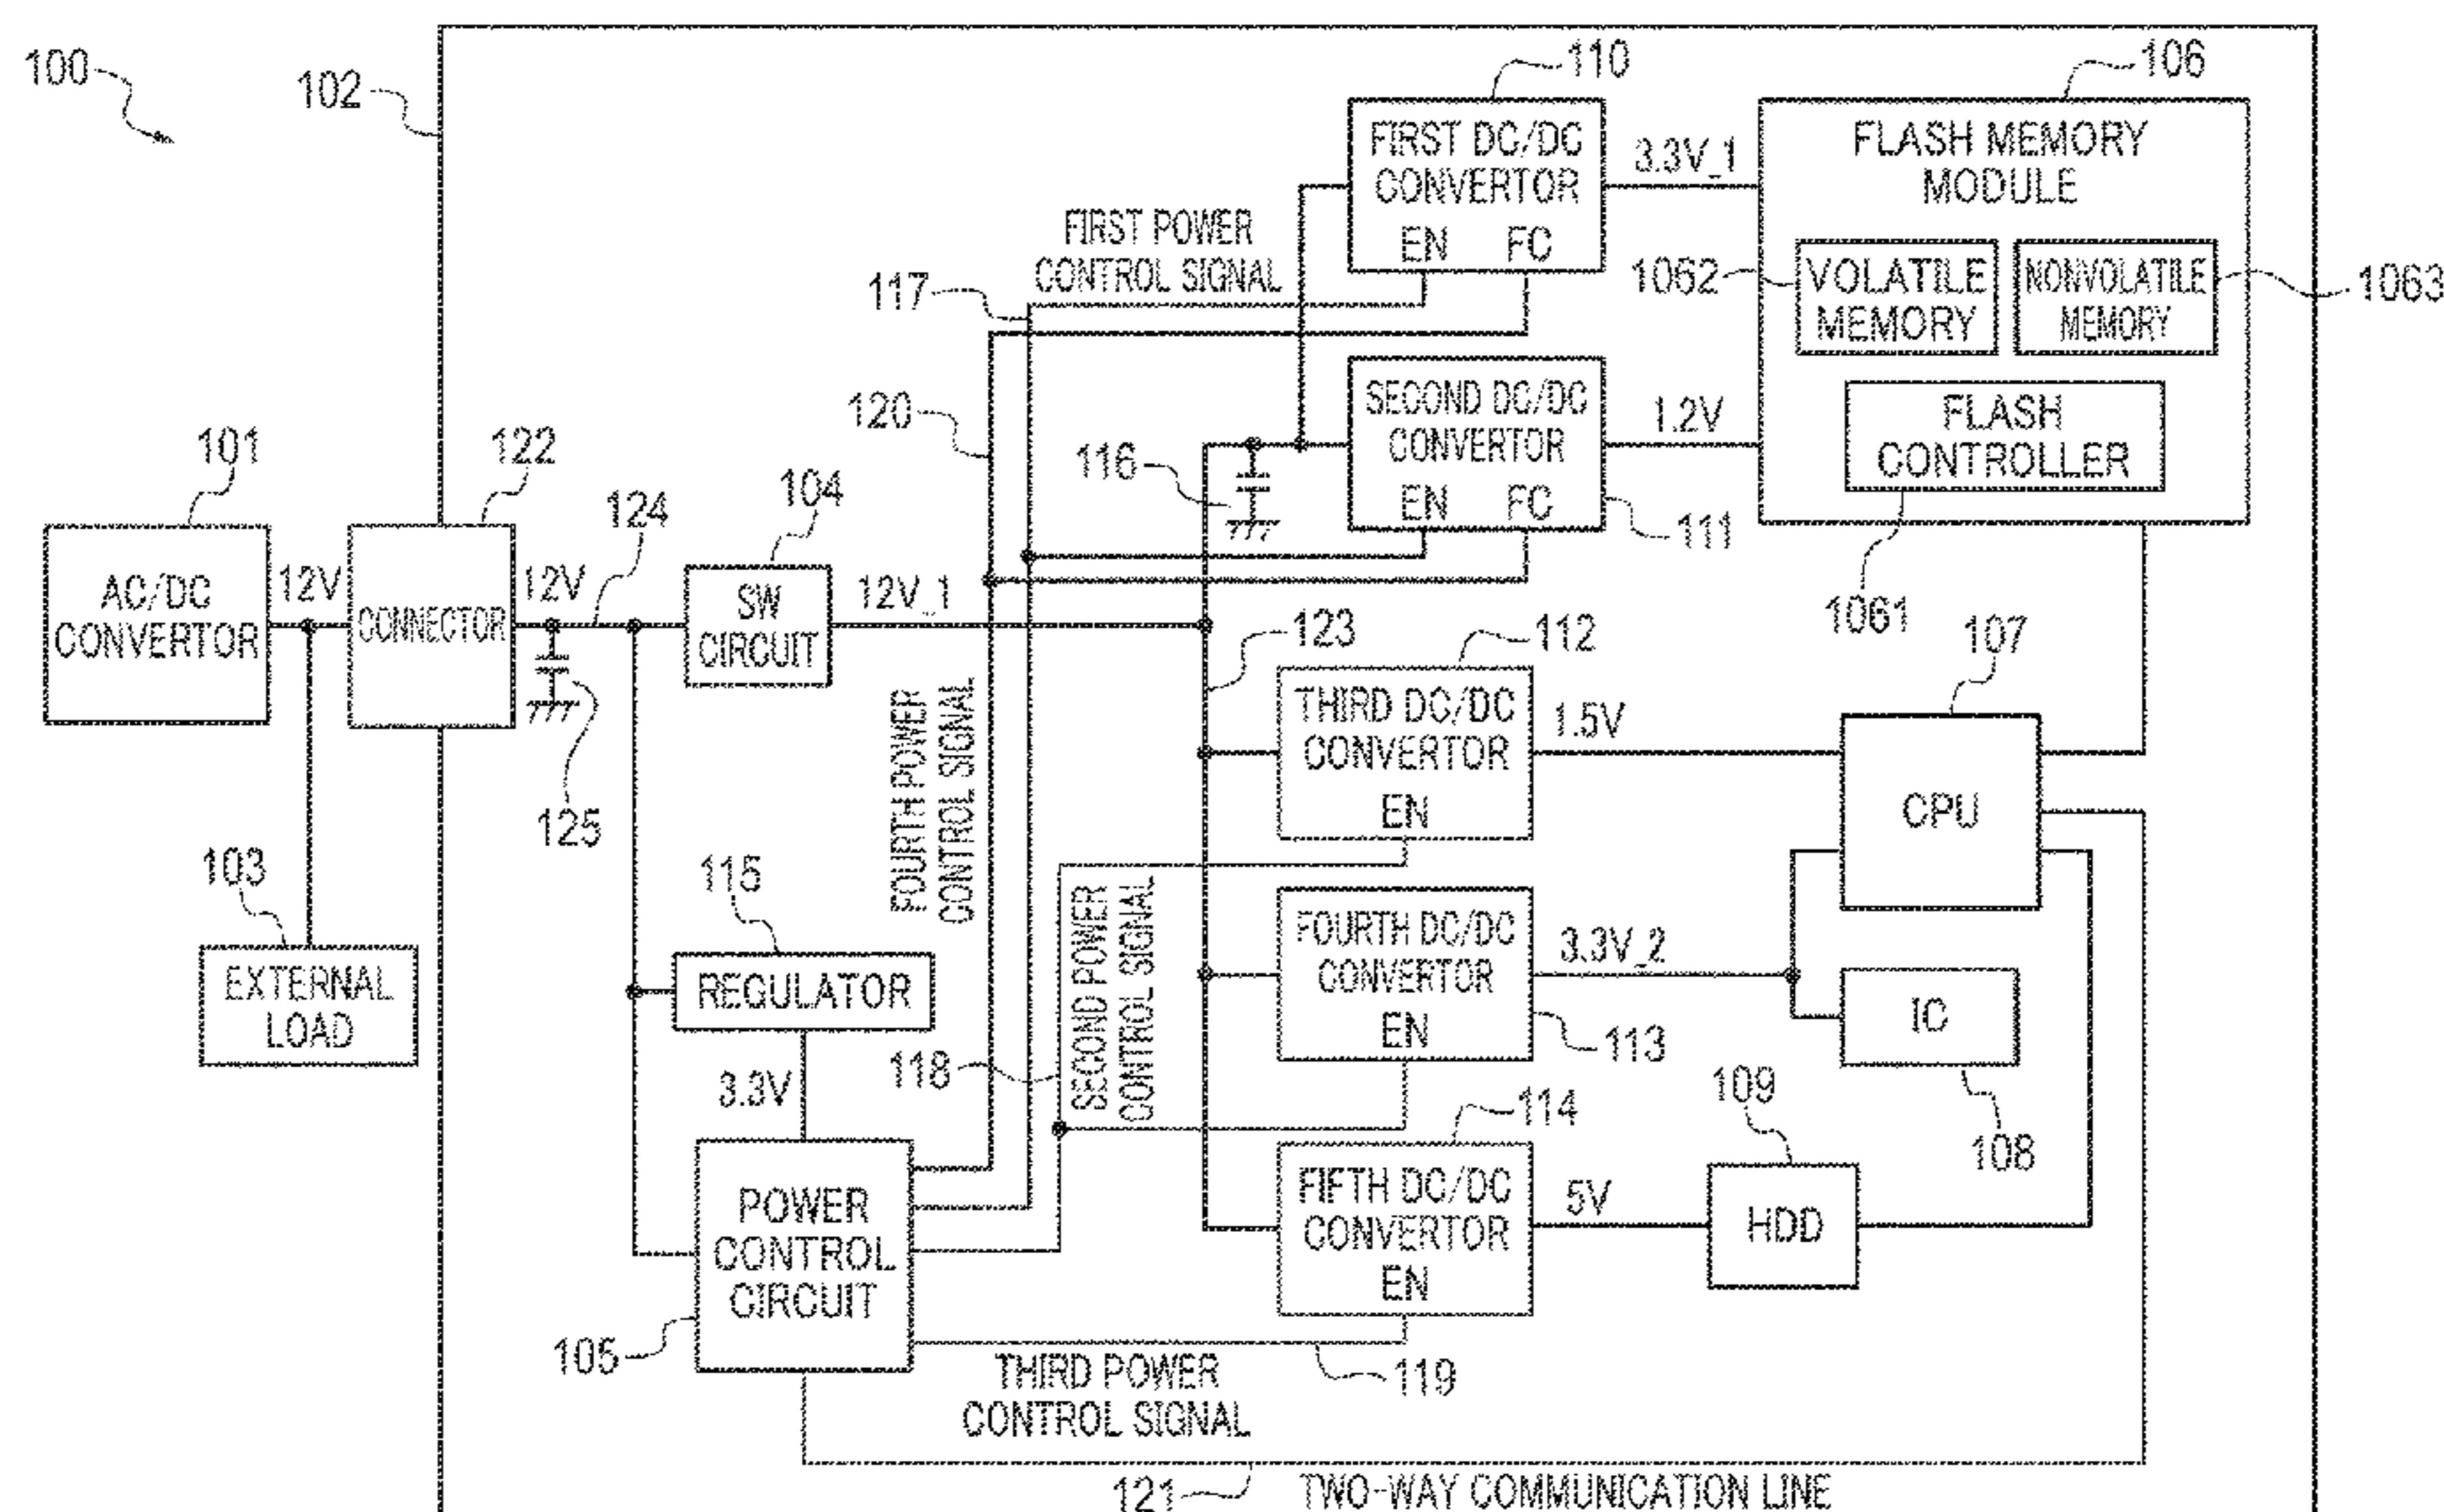 100
102
110
106
FIRST DC/DC
CONVERTOR
EN FC
3.3V_1
FLASH MEMORY
MODULE
FIRST POWER
CONTROL SIGNAL
117
1062
VOLATILE
MEMORY
NONVOLATILE
MEMORY
1063
120
SECOND DC/DC
CONVERTOR
EN FC
1.2V
FLASH
CONTROLLER
116
111
1061
101
122
124
104
AC/DC
CONVERTOR
12V
CONNECTOR
12V
SW
CIRCUIT
12V_1
123
112
107
125
THIRD DC/DC
CONVERTOR
EN
1.5V
CPU
FOURTH POWER
CONTROL SIGNAL
103
EXTERNAL
LOAD
115
REGULATOR
3.3V
118
SECOND POWER
CONTROL SIGNAL
FOURTH DC/DC
CONVERTOR
EN
3.3V_2
113
IC
108
114
109
POWER
CONTROL
CIRCUIT
105
FIFTH DC/DC
CONVERTOR
EN
5V
HDD
THIRD POWER
CONTROL SIGNAL
119
121
TWO-WAY COMMUNICATION LINE